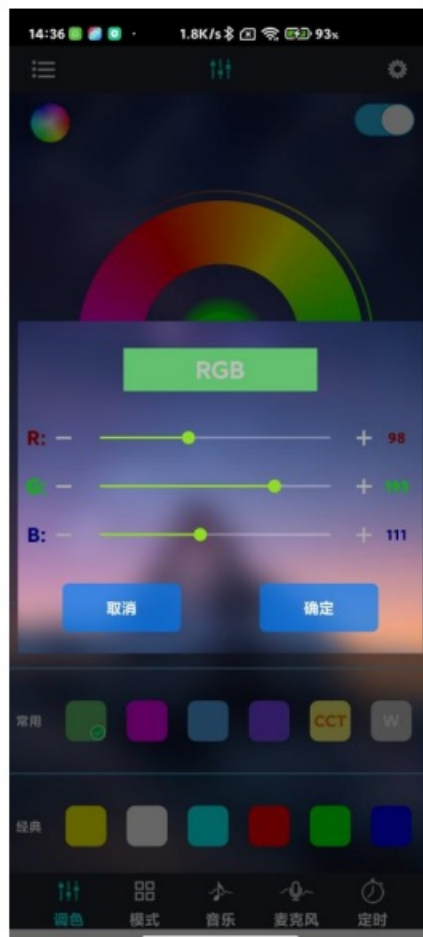 14:36 1.8K/s 93%
RGB
R: − + 98
G: − + 193
B: − + 111
取消 确定
常用 CCT W
经典
调色 模式 音乐 麦克风 定时